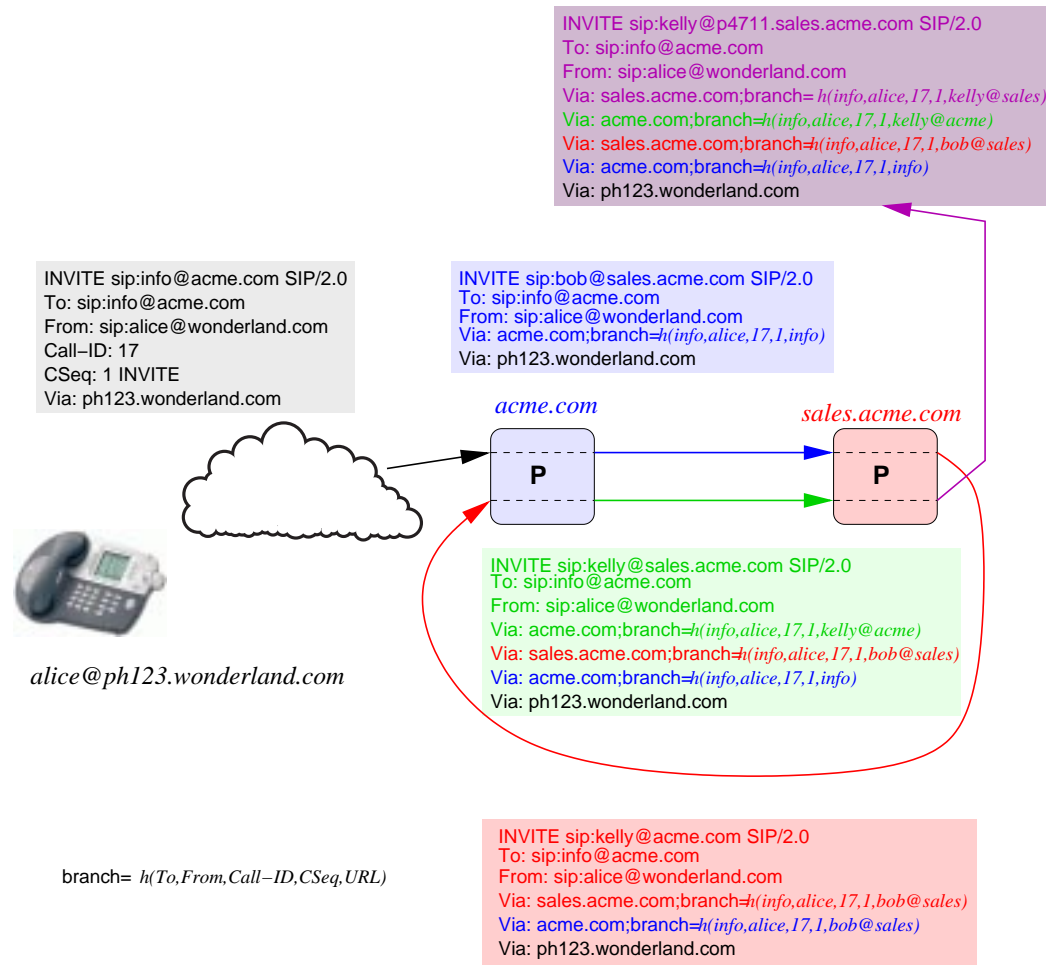 INVITE sip:kelly@p4711.sales.acme.com SIP/2.0
To: sip:info@acme.com
From: sip:alice@wonderland.com
Via: sales.acme.com;branch= h(info,alice,17,1,kelly@sales)
Via: acme.com;branch=h(info,alice,17,1,kelly@acme)
Via: sales.acme.com;branch=h(info,alice,17,1,bob@sales)
Via: acme.com;branch=h(info,alice,17,1,info)
Via: ph123.wonderland.com
INVITE sip:info@acme.com SIP/2.0
To: sip:info@acme.com
From: sip:alice@wonderland.com
Call−ID: 17
CSeq: 1 INVITE
Via: ph123.wonderland.com
INVITE sip:bob@sales.acme.com SIP/2.0
To: sip:info@acme.com
From: sip:alice@wonderland.com
Via: acme.com;branch=h(info,alice,17,1,info)
Via: ph123.wonderland.com
acme.com
sales.acme.com
P
P
INVITE sip:kelly@sales.acme.com SIP/2.0
To: sip:info@acme.com
From: sip:alice@wonderland.com
Via: acme.com;branch=h(info,alice,17,1,kelly@acme)
Via: sales.acme.com;branch=h(info,alice,17,1,bob@sales)
Via: acme.com;branch=h(info,alice,17,1,info)
Via: ph123.wonderland.com
alice@ph123.wonderland.com
branch= h(To,From,Call−ID,CSeq,URL)
INVITE sip:kelly@acme.com SIP/2.0
To: sip:info@acme.com
From: sip:alice@wonderland.com
Via: sales.acme.com;branch=h(info,alice,17,1,bob@sales)
Via: acme.com;branch=h(info,alice,17,1,bob@sales)
Via: ph123.wonderland.com